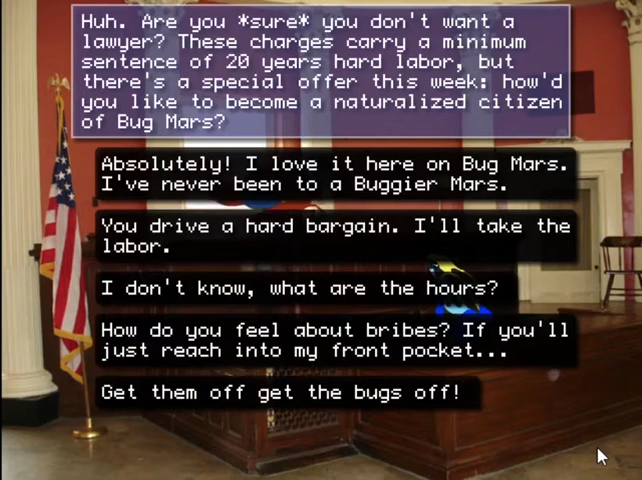 Huh. Are you *sure* you don't want a
lawyer? These charges carry a minimum
sentence of 20 years hard labor, but
there's a special offer this week: how'd
you like to become a naturalized citizen
of Bug Mars?
Absolutely! I love it here on Bug Mars.
I've never been to a Buggier Mars.
You drive a hard bargain. I'll take the
labor.
I don't know, what are the hours?
How do you feel about bribes? If you'll
just reach into my front pocket...
Get them off get the bugs off!